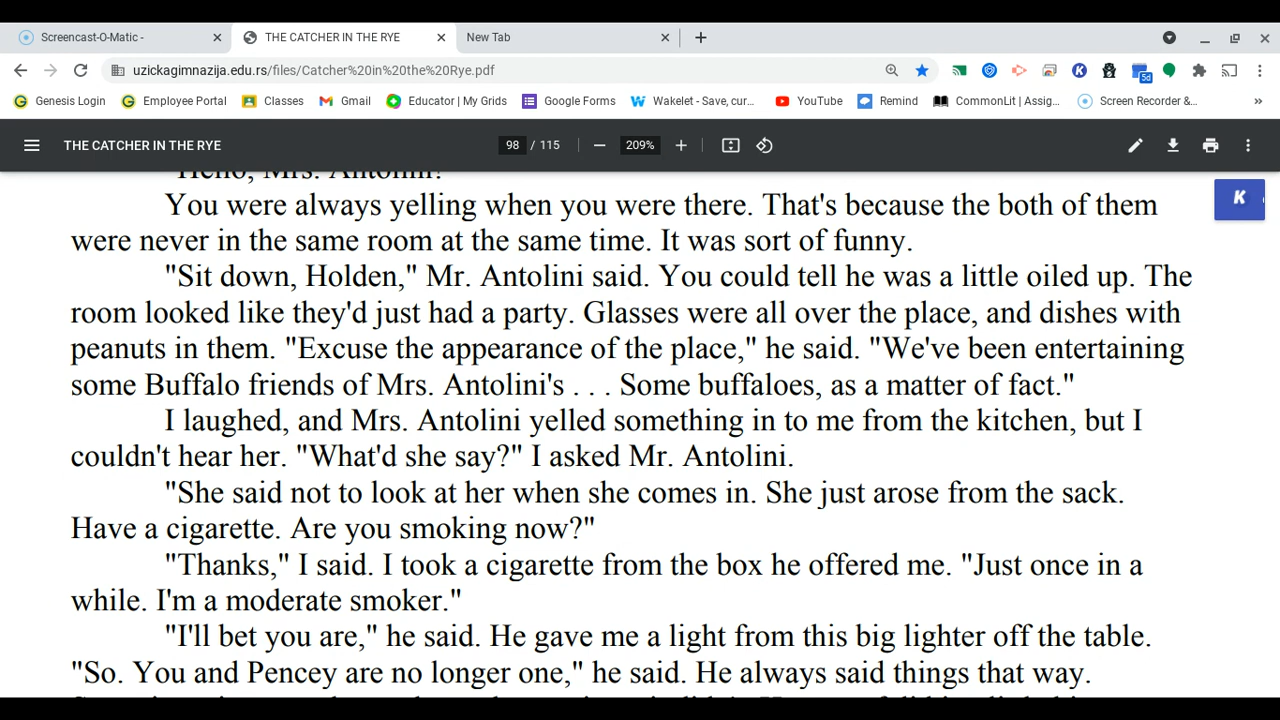 Screencast-O-Matic -
THE CATCHER IN THE RYE
New Tab
uzickagimnazija.edu.rs/files/Catcher%20in%20the%20Rye.pdf
5d
Genesis Login
Employee Portal
Classes
Gmail
Educator | My Grids
Google Forms
Wakelet - Save, cur...
YouTube
Remind
CommonLit | Assig...
Screen Recorder &...
THE CATCHER IN THE RYE
98 / 115
209%
"Hello, Mrs. Antolini!"
You were always yelling when you were there. That's because the both of them
were never in the same room at the same time. It was sort of funny.
"Sit down, Holden," Mr. Antolini said. You could tell he was a little oiled up. The
room looked like they'd just had a party. Glasses were all over the place, and dishes with
peanuts in them. "Excuse the appearance of the place," he said. "We've been entertaining
some Buffalo friends of Mrs. Antolini's . . . Some buffaloes, as a matter of fact."
I laughed, and Mrs. Antolini yelled something in to me from the kitchen, but I
couldn't hear her. "What'd she say?" I asked Mr. Antolini.
"She said not to look at her when she comes in. She just arose from the sack.
Have a cigarette. Are you smoking now?"
"Thanks," I said. I took a cigarette from the box he offered me. "Just once in a
while. I'm a moderate smoker."
"I'll bet you are," he said. He gave me a light from this big lighter off the table.
"So. You and Pencey are no longer one," he said. He always said things that way.
K